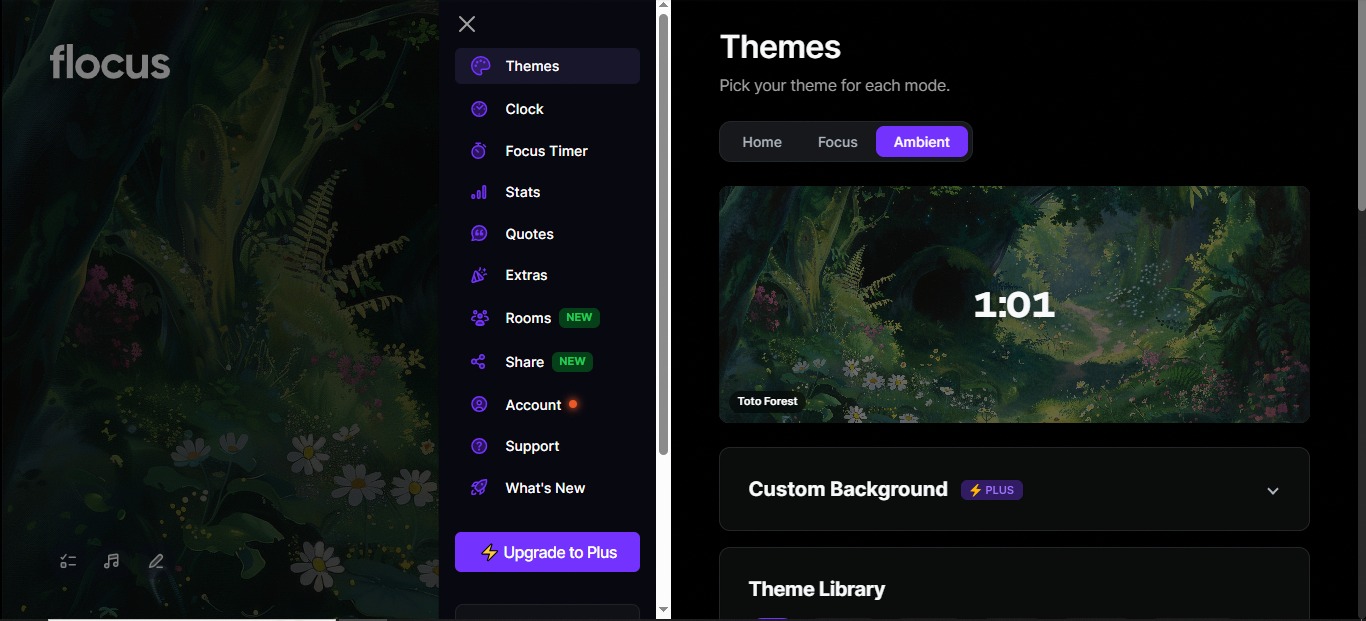 flocus
Themes
Clock
Focus Timer
Stats
Quotes
Extras
Rooms NEW
Share NEW
Account
Support
What's New
⚡ Upgrade to Plus
Themes
Pick your theme for each mode.
Home Focus Ambient
1:01
Toto Forest
Custom Background ⚡ PLUS
Theme Library